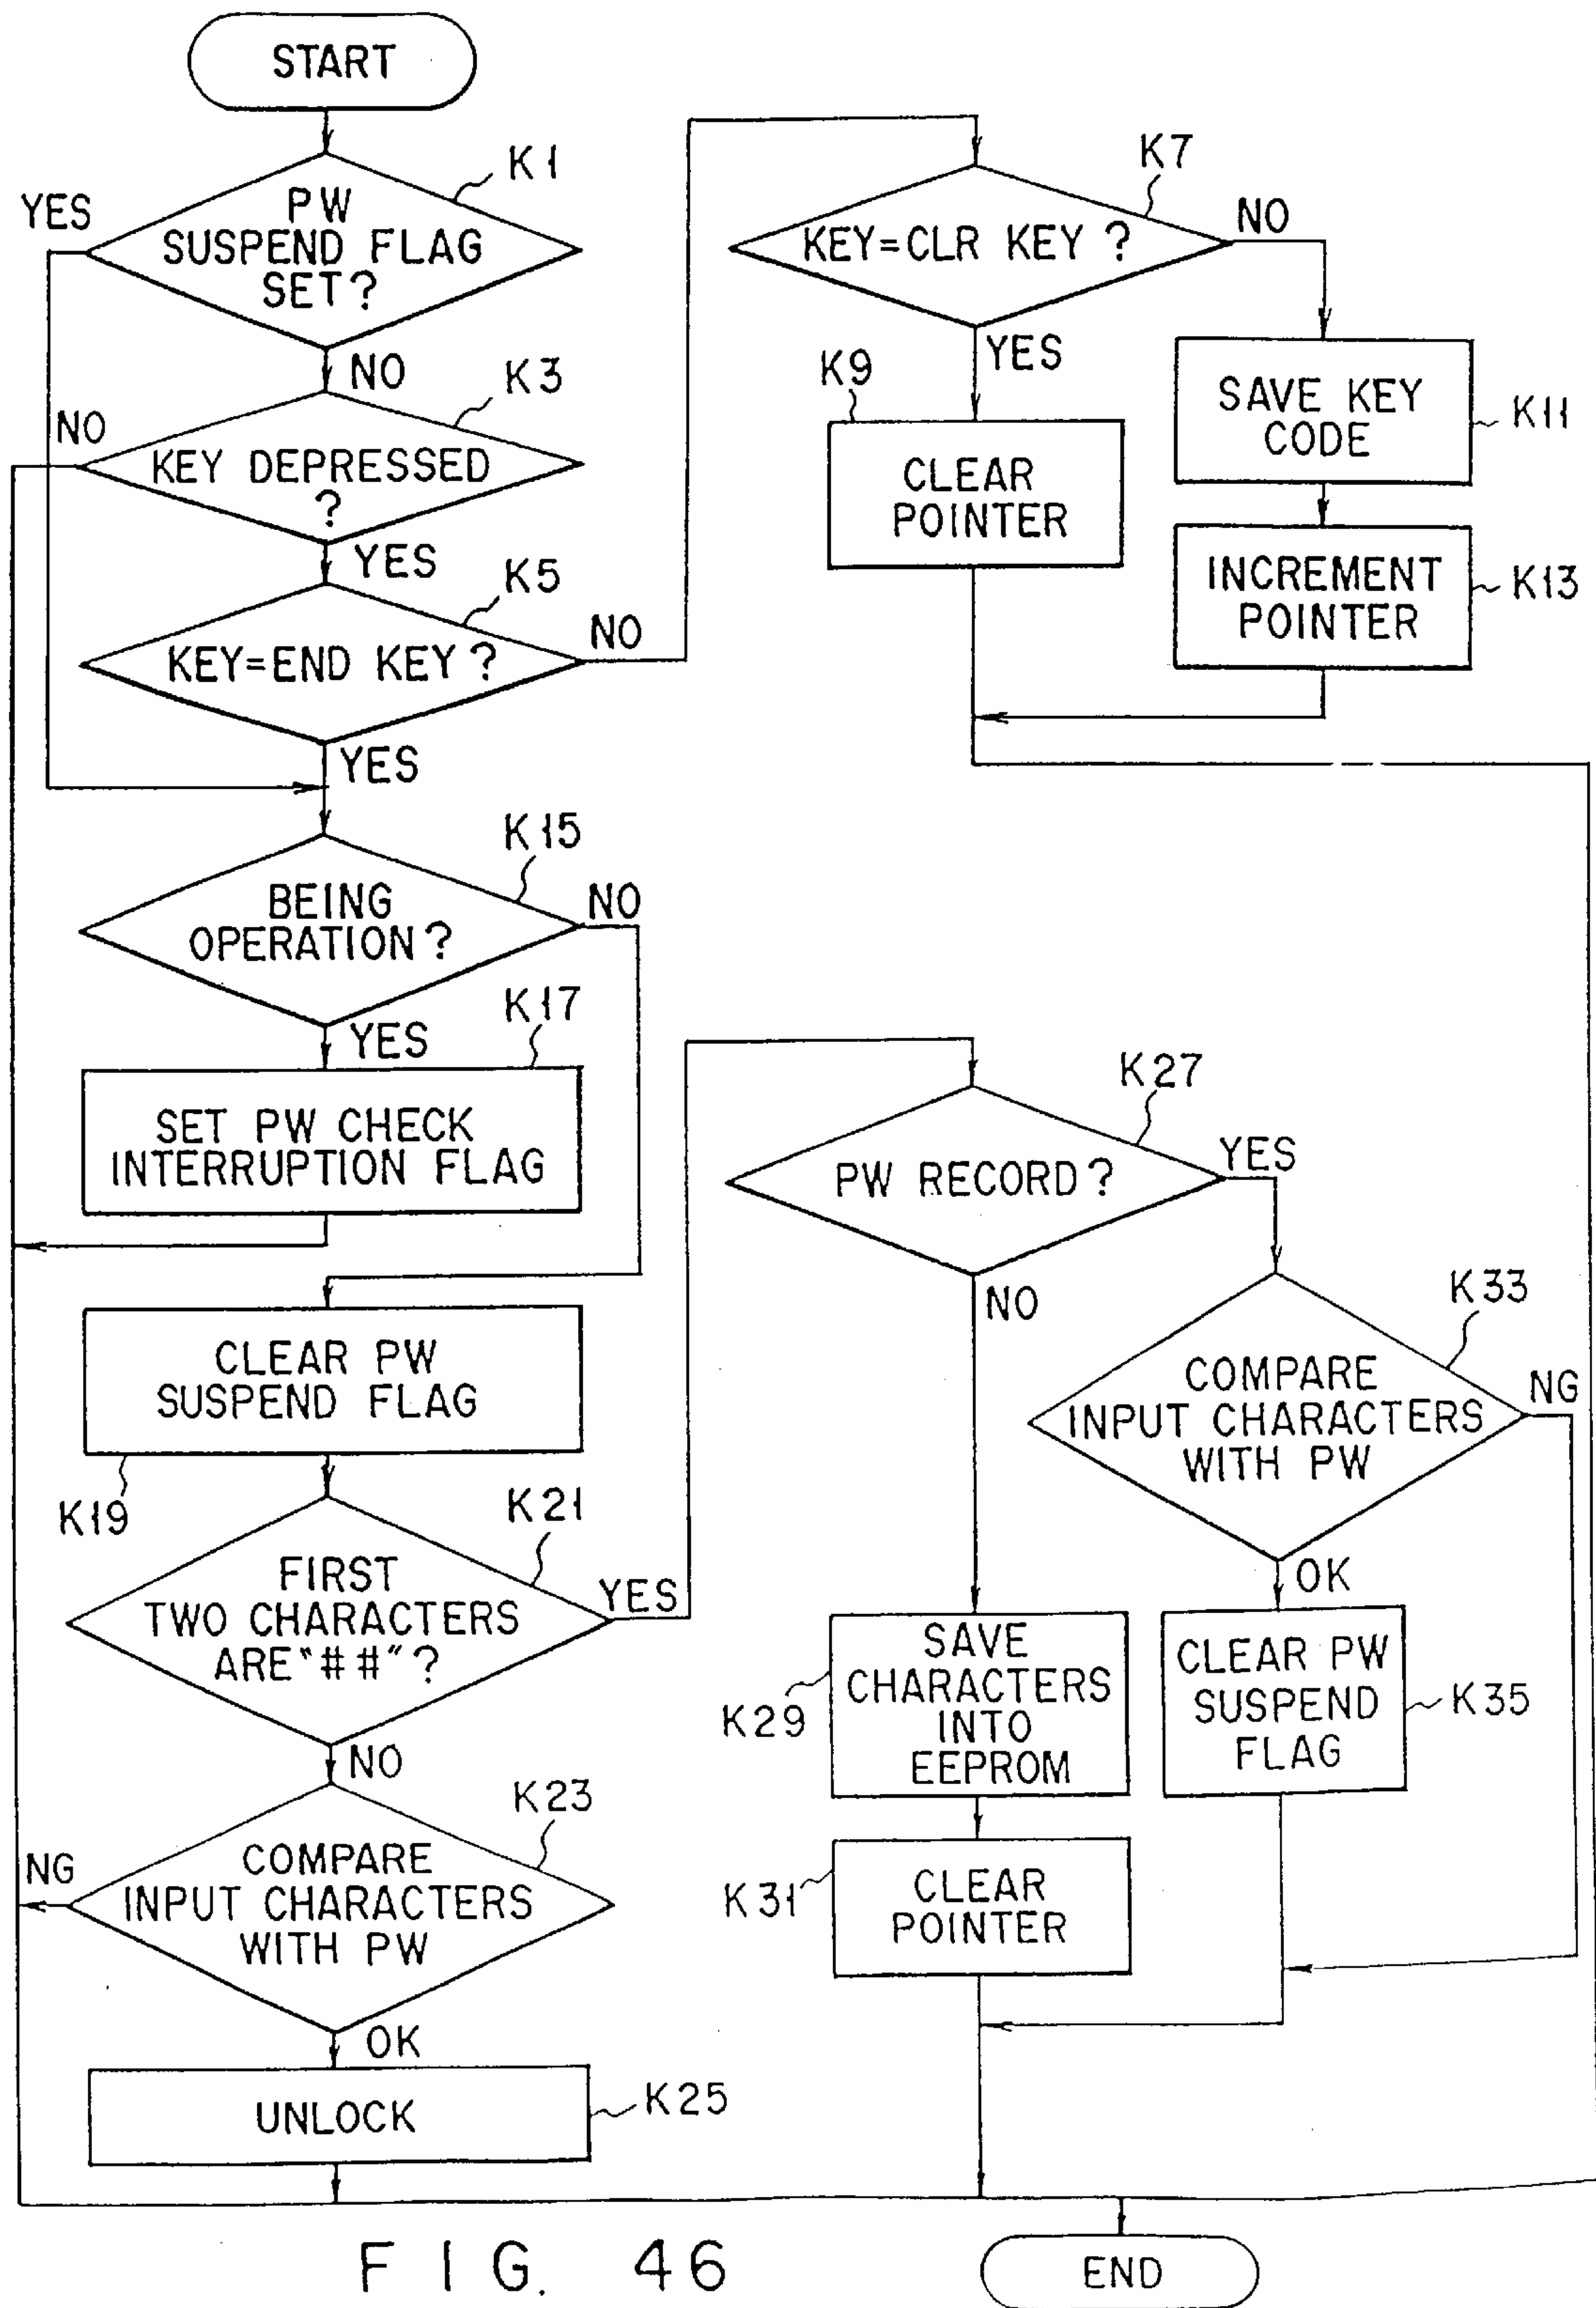 START
K1
YES
PW
SUSPEND FLAG
SET?
NO
K3
NO
KEY DEPRESSED
?
YES
K5
KEY=END KEY?
NO
YES
K7
KEY=CLR KEY?
NO
YES
K9
CLEAR
POINTER
SAVE KEY
CODE
K11
INCREMENT
POINTER
K13
K15
BEING
OPERATION?
NO
YES
K17
SET PW CHECK
INTERRUPTION FLAG
CLEAR PW
SUSPEND FLAG
K19
K21
FIRST
TWO CHARACTERS
ARE "##"?
YES
NO
K23
NG
COMPARE
INPUT CHARACTERS
WITH PW
OK
UNLOCK
K25
K27
PW RECORD?
YES
NO
K33
COMPARE
INPUT CHARACTERS
WITH PW
NG
OK
SAVE
CHARACTERS
INTO
EEPROM
K29
CLEAR PW
SUSPEND
FLAG
K35
K31
CLEAR
POINTER
END
FIG. 46